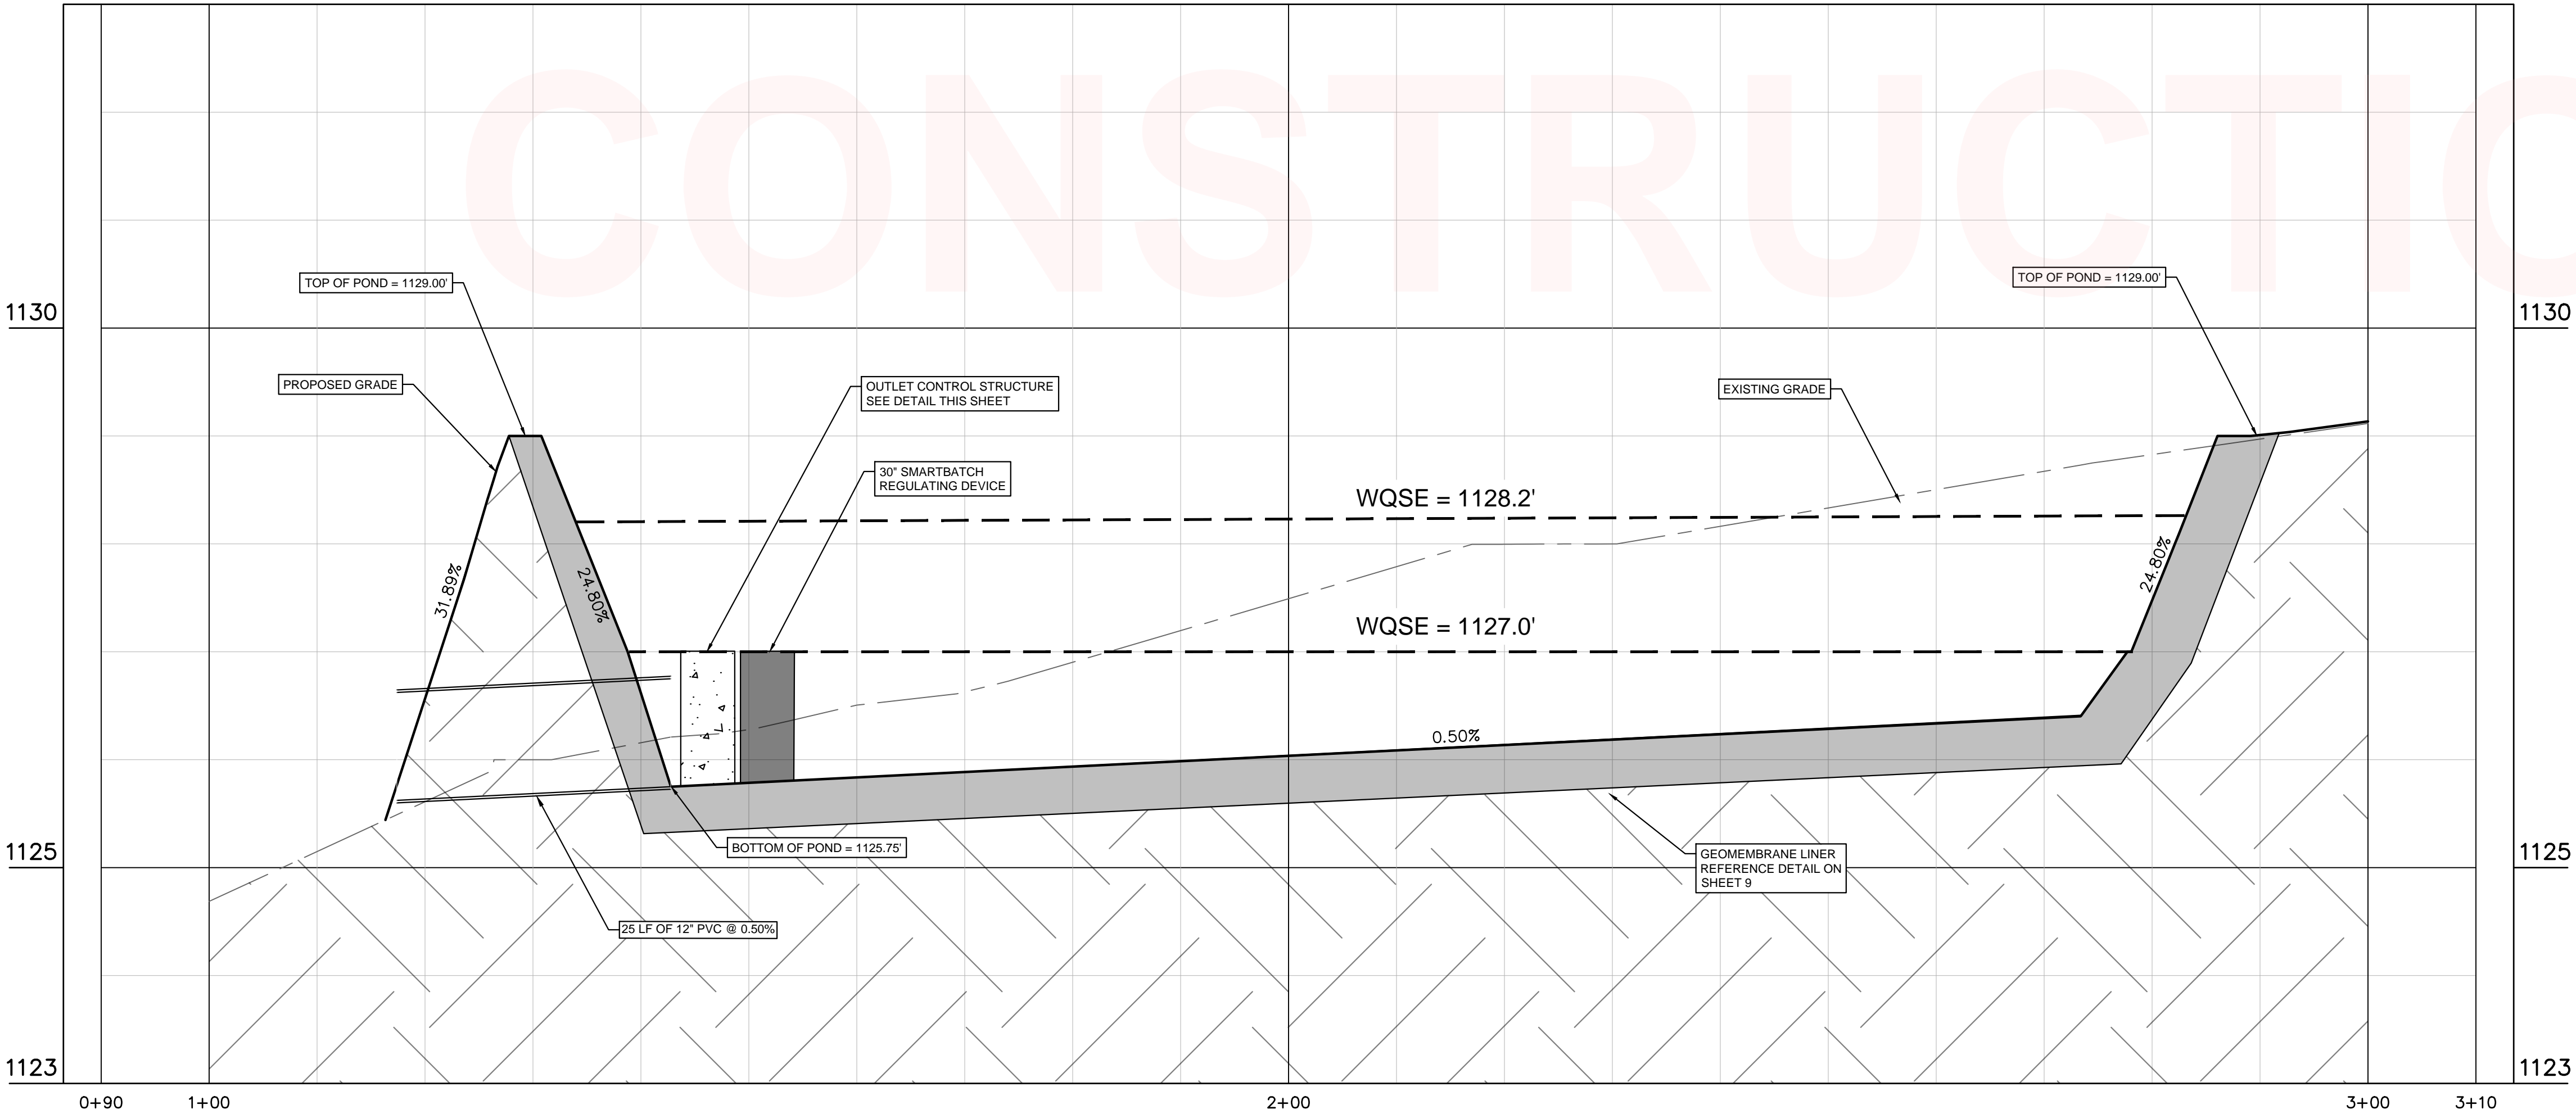 CONSTRUCTIO
TOP OF POND = 1129.00'
TOP OF POND = 1129.00'
1130
1130
PROPOSED GRADE
OUTLET CONTROL STRUCTURE
SEE DETAIL THIS SHEET
EXISTING GRADE
30" SMARTBATCH
REGULATING DEVICE
WQSE = 1128.2'
31.89%
24.80%
24.80%
WQSE = 1127.0'
0.50%
BOTTOM OF POND = 1125.75'
1125
1125
GEOMEMBRANE LINER
REFERENCE DETAIL ON
SHEET 9
25 LF OF 12" PVC @ 0.50%
1123
1123
0+90
1+00
2+00
3+00
3+10